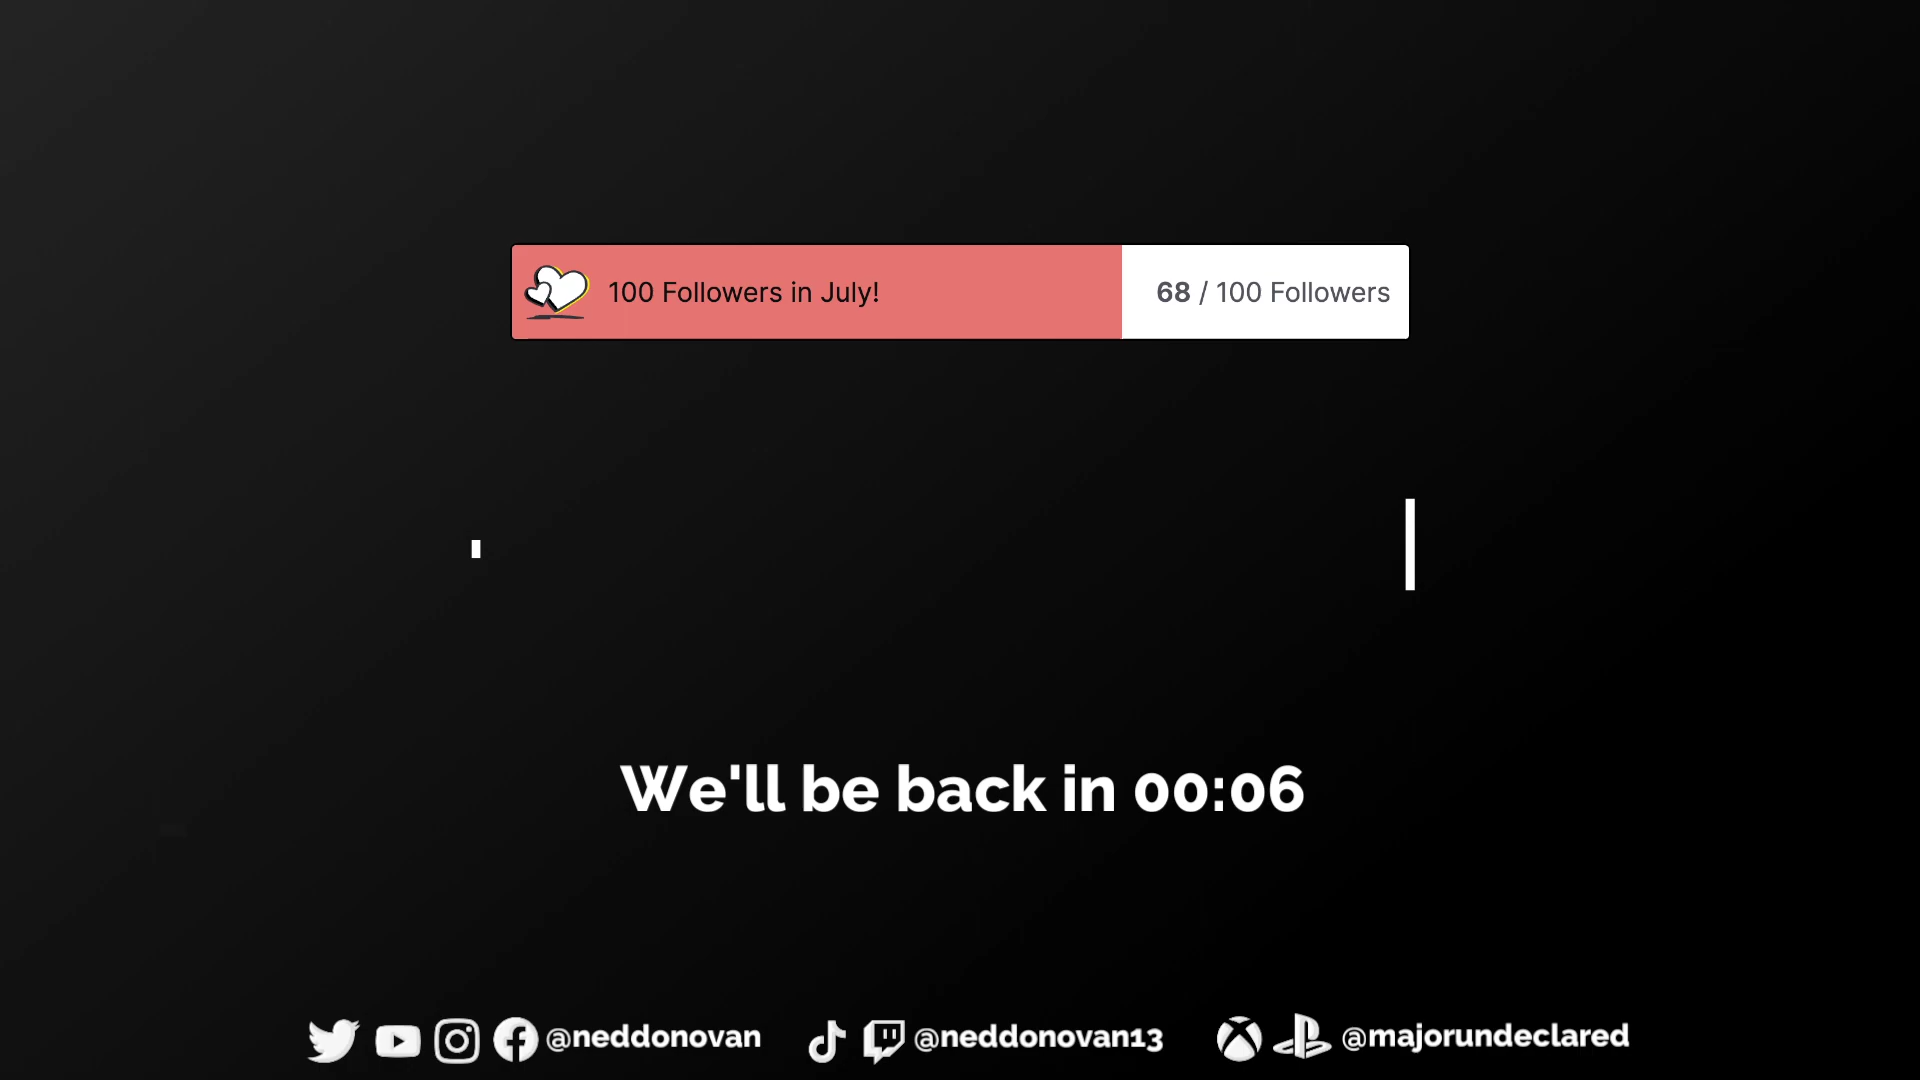 100 Followers in July! 68 / 100 Followers
We'll be back in 00:06
@neddonovan @neddonovan13 @majorundeclared